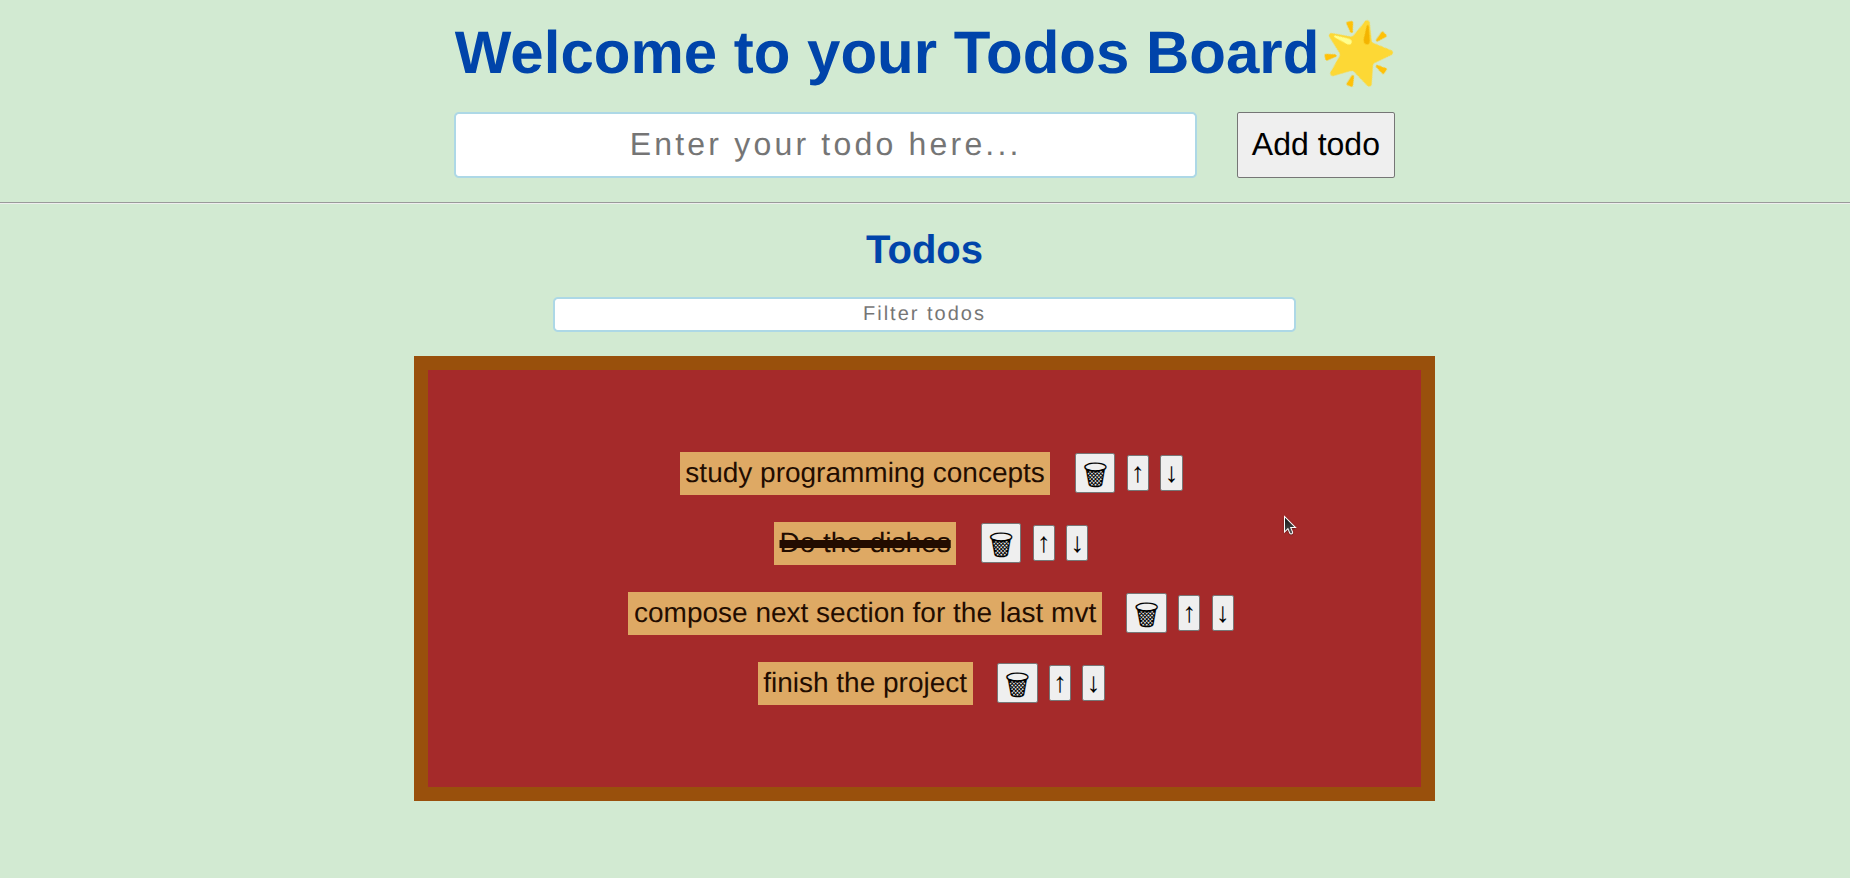 Welcome to your Todos Board🌟
Enter your todo here... Add todo
Todos
Filter todos
study programming concepts 🗑 ↑ ↓
Do the dishes 🗑 ↑ ↓
compose next section for the last mvt 🗑 ↑ ↓
finish the project 🗑 ↑ ↓